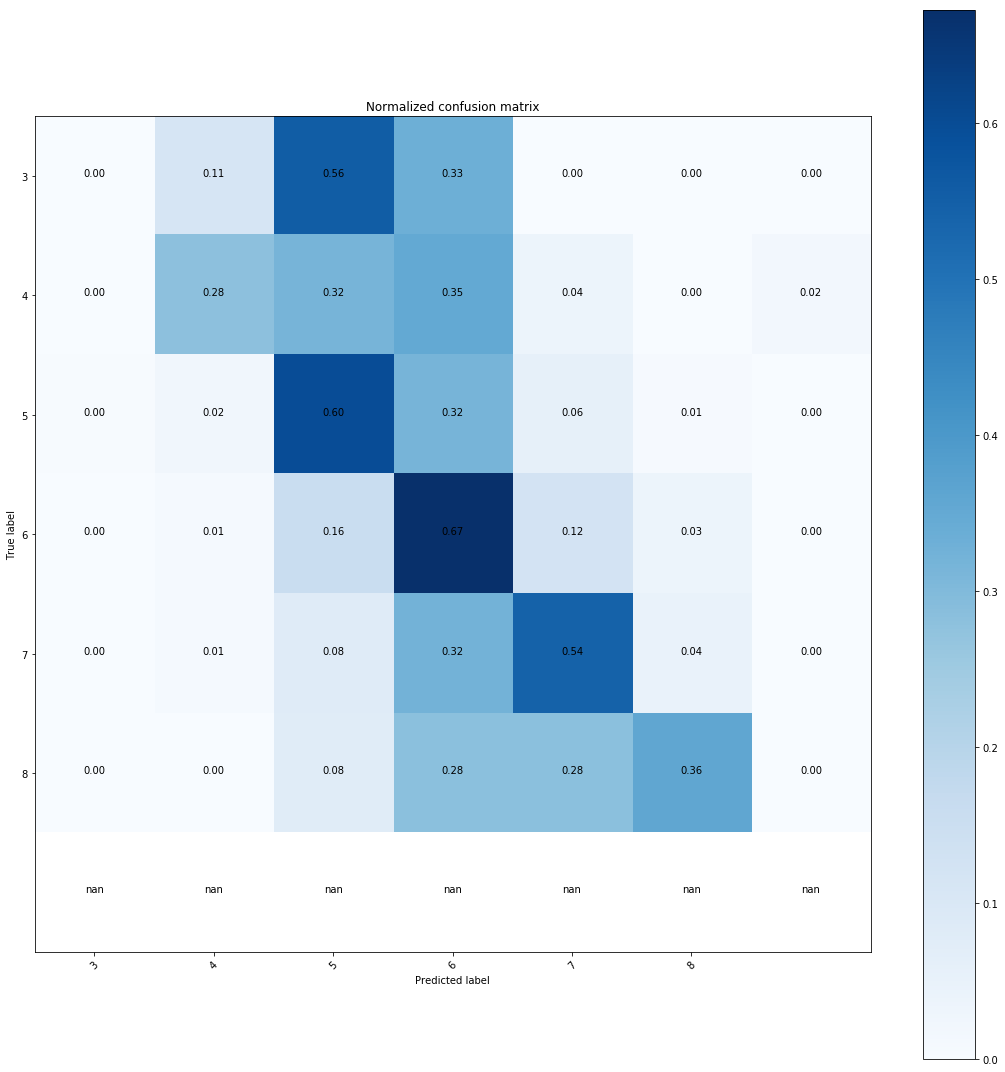 Normalized confusion matrix
True label
3 0.00 0.11 0.56 0.33 0.00 0.00 0.00
4 0.00 0.28 0.32 0.35 0.04 0.00 0.02
5 0.00 0.02 0.60 0.32 0.06 0.01 0.00
6 0.00 0.01 0.16 0.67 0.12 0.03 0.00
7 0.00 0.01 0.08 0.32 0.54 0.04 0.00
8 0.00 0.00 0.08 0.28 0.28 0.36 0.00
nan nan nan nan nan nan nan
3 4 5 6 7 8
Predicted label
0.6
0.5
0.4
0.3
0.2
0.1
0.0